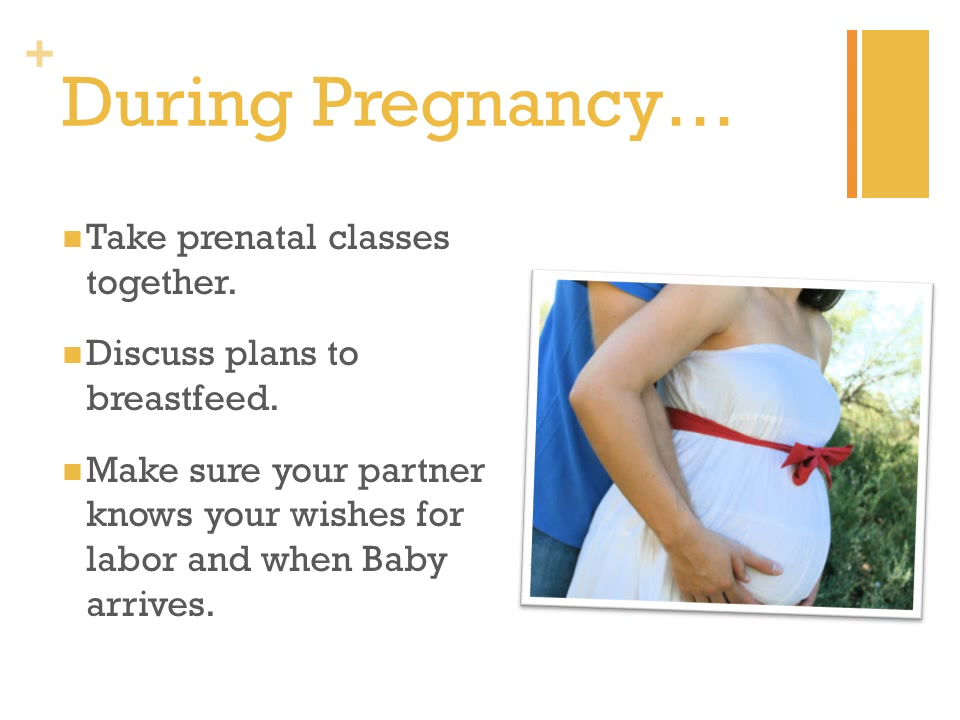 +
During Pregnancy…
Take prenatal classes
together.
Discuss plans to
breastfeed.
Make sure your partner
knows your wishes for
labor and when Baby
arrives.